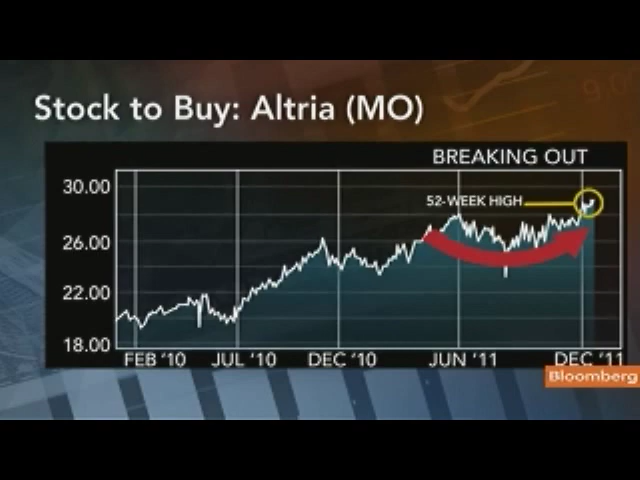 Stock to Buy: Altria (MO)
BREAKING OUT
30.00
52-WEEK HIGH
26.00
22.00
18.00
FEB '10 JUL '10 DEC '10 JUN '11 DEC '11
Bloomberg